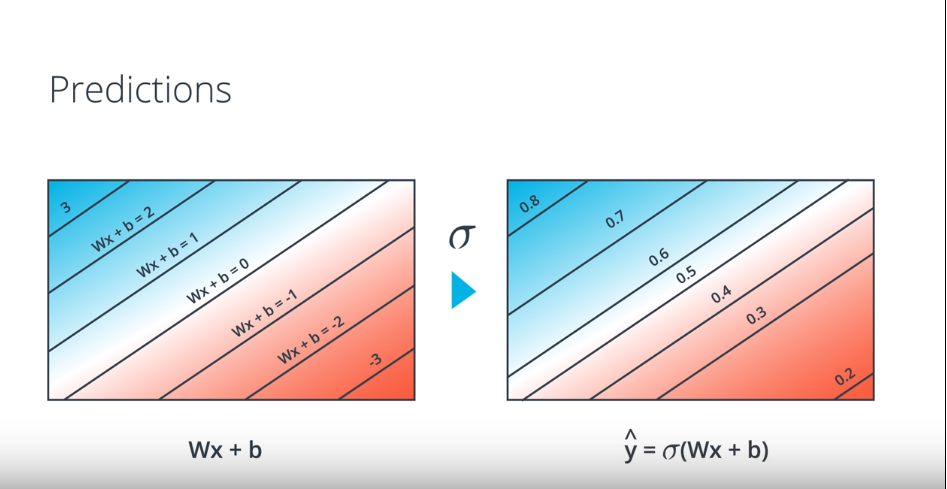 Predictions
3
Wx + b = 2
Wx + b = 1
Wx + b = 0
Wx + b = -1
Wx + b = -2
-3
Wx + b
σ
0.8
0.7
0.6
0.5
0.4
0.3
0.2
ŷ = σ(Wx + b)